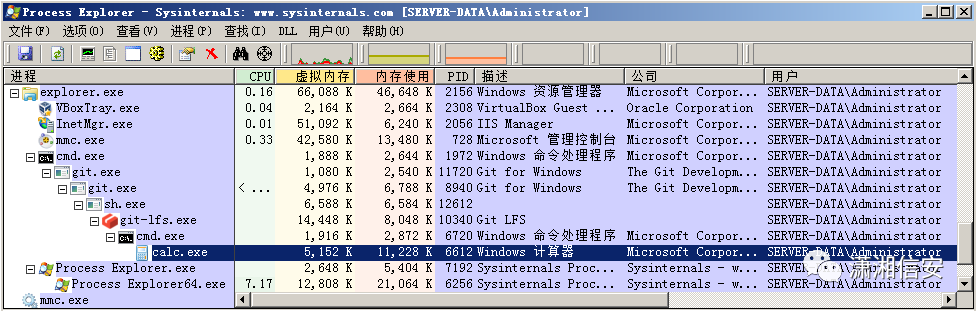 Process Explorer - Sysinternals: www.sysinternals.com [SERVER-DATA\Administrator]
文件(F) 选项(O) 查看(V) 进程(P) 查找(I) DLL 用户(U) 帮助(H)
进程 CPU 虚拟内存 内存使用 PID 描述 公司 用户
explorer.exe 0.16 66,088 K 46,648 K 2156 Windows 资源管理器 Microsoft Corpor... SERVER-DATA\Administrator
VBoxTray.exe 0.04 2,164 K 2,664 K 2308 VirtualBox Guest ... Oracle Corporation SERVER-DATA\Administrator
InetMgr.exe 0.01 51,092 K 6,240 K 2056 IIS Manager Microsoft Corpor... SERVER-DATA\Administrator
mmc.exe 0.33 42,580 K 13,480 K 728 Microsoft 管理控制台 Microsoft Corpor... SERVER-DATA\Administrator
cmd.exe 1,888 K 2,644 K 1972 Windows 命令处理程序 Microsoft Corpor... SERVER-DATA\Administrator
git.exe 1,080 K 2,540 K 11720 Git for Windows The Git Developm... SERVER-DATA\Administrator
git.exe < ... 4,976 K 6,788 K 8940 Git for Windows The Git Developm... SERVER-DATA\Administrator
sh.exe 6,588 K 6,584 K 12612 SERVER-DATA\Administrator
git-lfs.exe 14,448 K 8,048 K 10340 Git LFS SERVER-DATA\Administrator
cmd.exe 1,916 K 2,872 K 6720 Windows 命令处理程序 Microsoft Corpor... SERVER-DATA\Administrator
calc.exe 5,152 K 11,228 K 6612 Windows 计算器 Microsoft Corpor... SERVER-DATA\Administrator
Process Explorer.exe 2,648 K 5,404 K 7192 Sysinternals Proc... Sysinternals - w... SERVER-DATA\Administrator
Process Explorer64.exe 7.17 12,808 K 21,064 K 6256 Sysinternals Proc... Sysinternals - w... SERVER-DATA\Administrator
mmc.exe
潇湘信安